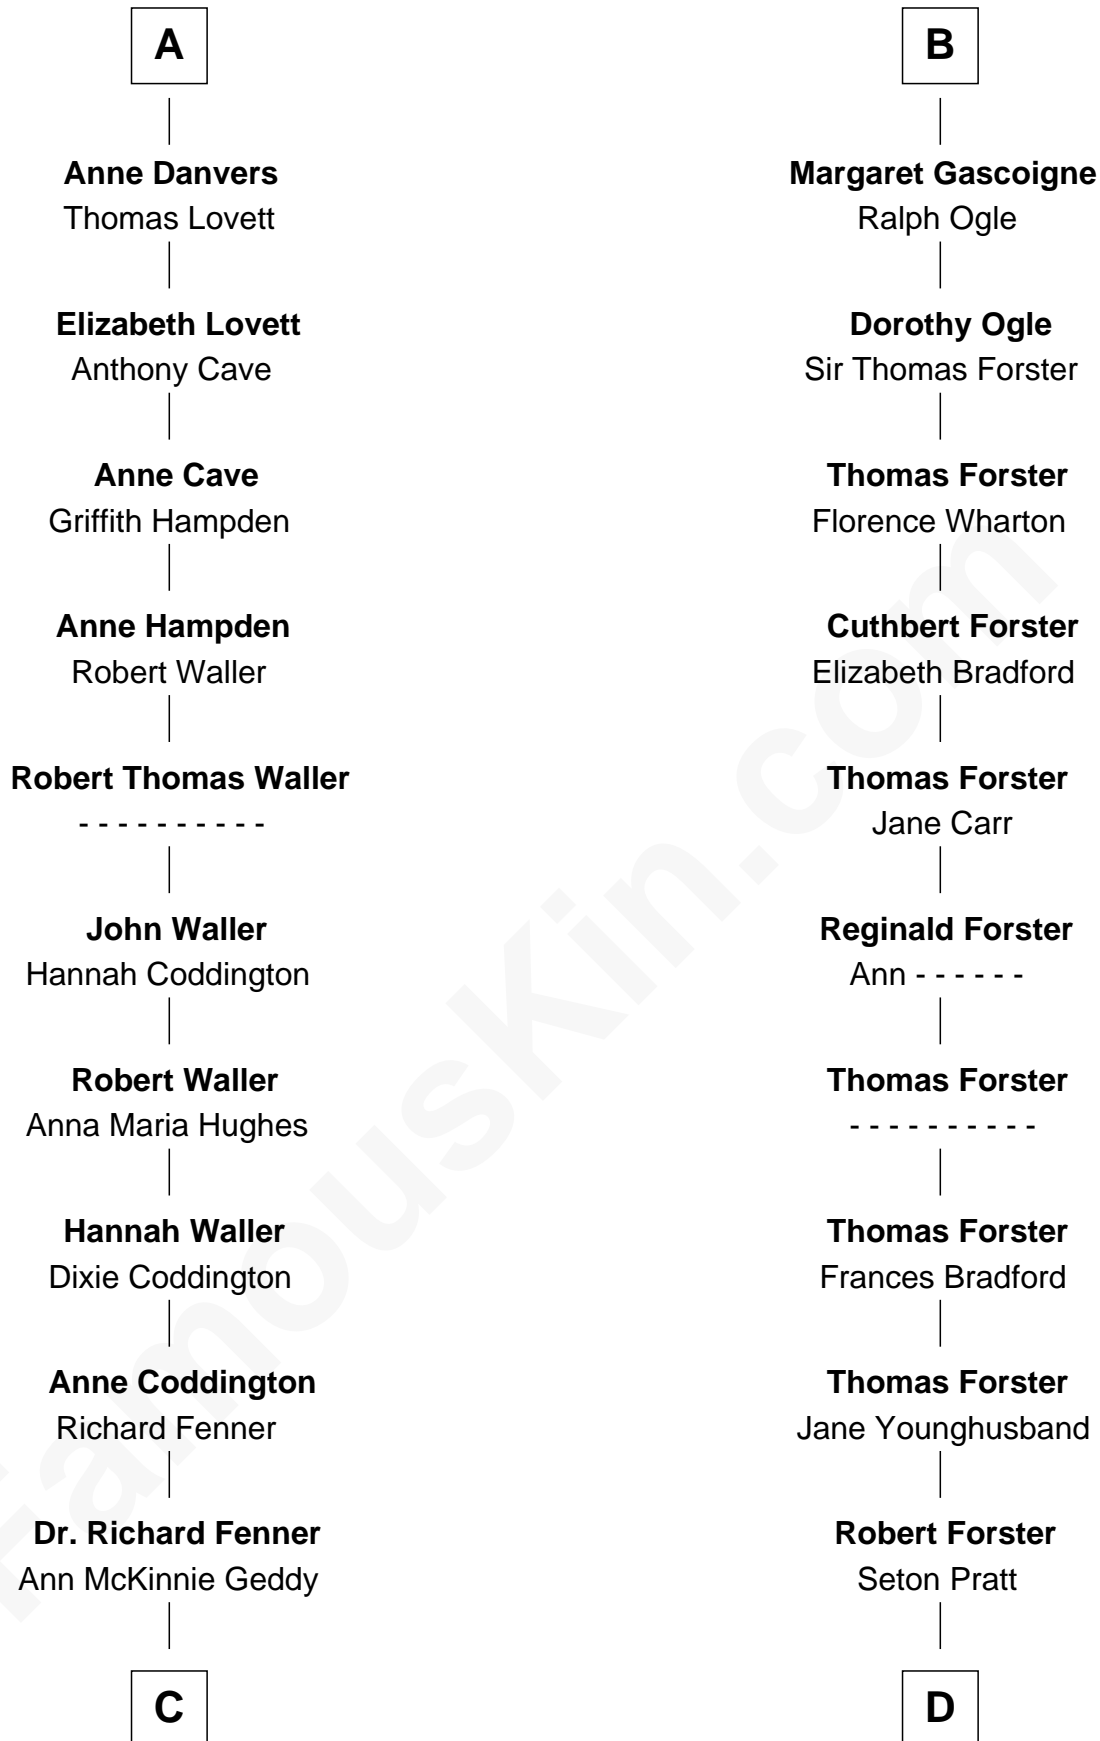 A
Anne Danvers
Thomas Lovett
Elizabeth Lovett
Anthony Cave
Anne Cave
Griffith Hampden
Anne Hampden
Robert Waller
Robert Thomas Waller
- - - - - - - - - -
John Waller
Hannah Coddington
Robert Waller
Anna Maria Hughes
Hannah Waller
Dixie Coddington
Anne Coddington
Richard Fenner
Dr. Richard Fenner
Ann McKinnie Geddy
C
B
Margaret Gascoigne
Ralph Ogle
Dorothy Ogle
Sir Thomas Forster
Thomas Forster
Florence Wharton
Cuthbert Forster
Elizabeth Bradford
Thomas Forster
Jane Carr
Reginald Forster
Ann - - - - - -
Thomas Forster
- - - - - - - - - -
Thomas Forster
Frances Bradford
Thomas Forster
Jane Younghusband
Robert Forster
Seton Pratt
D
FamousKin.com